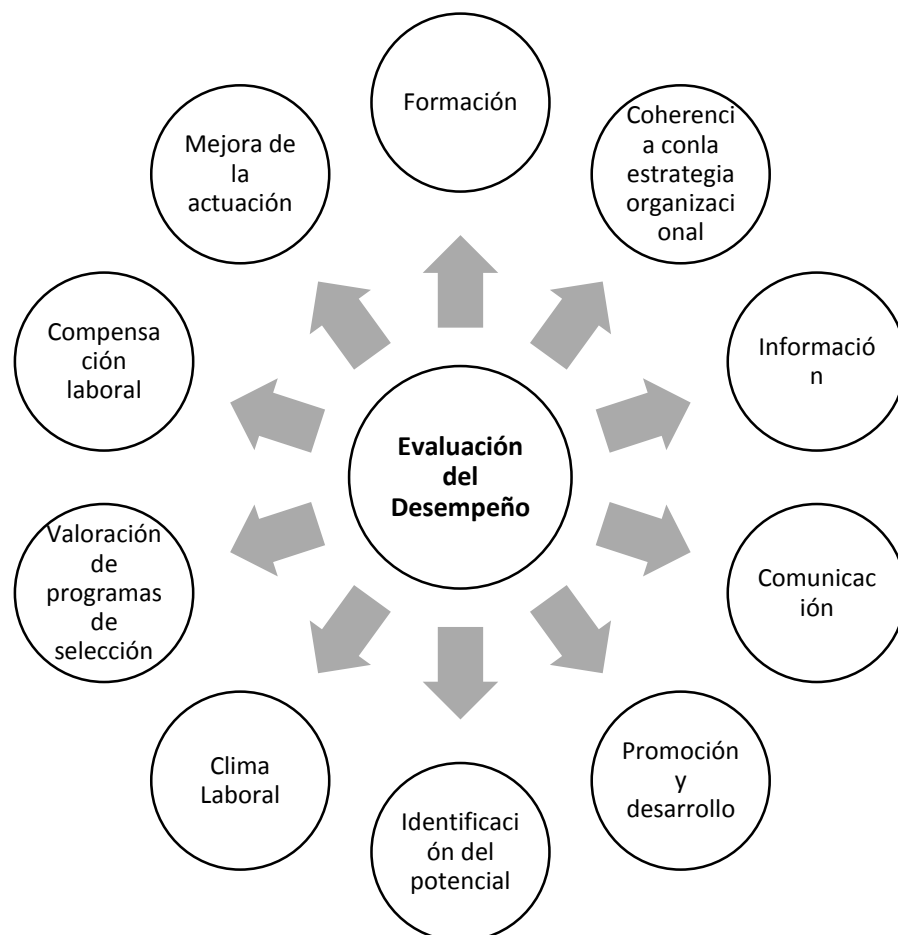 Formación
Coherenci
a conla
estrategia
organizaci
onal
Informació
n
Comunicac
ión
Promoción
y
desarrollo
Identificaci
ón del
potencial
Clima
Laboral
Valoración
de
programas
de
selección
Compensa
ción
laboral
Mejora de
la
actuación
Evaluación
del
Desempeño